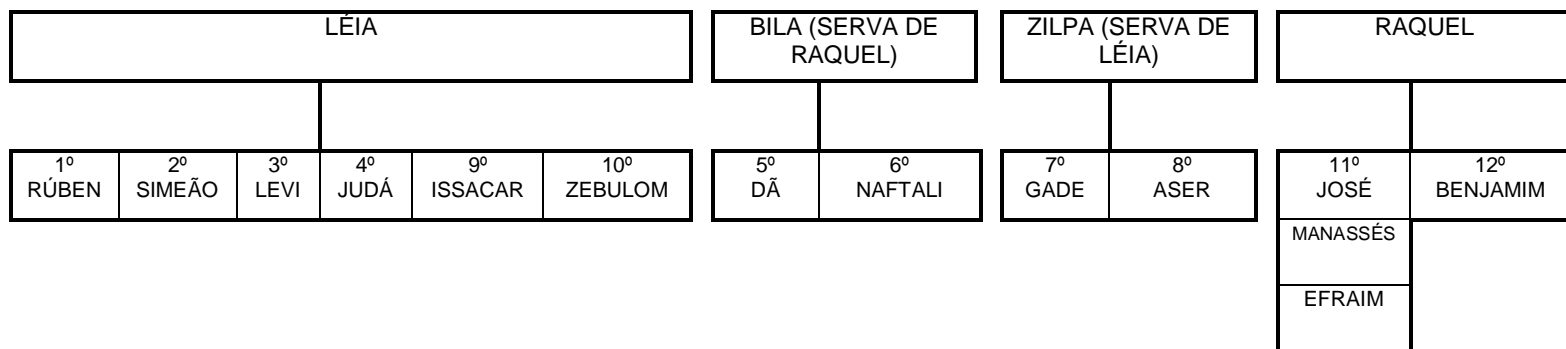 LÉIA
BILA (SERVA DE
RAQUEL)
ZILPA (SERVA DE
LÉIA)
RAQUEL
1º
RÚBEN
2º
SIMEÃO
3º
LEVI
4º
JUDÁ
9º
ISSACAR
10º
ZEBULOM
5º
DÃ
6º
NAFTALI
7º
GADE
8º
ASER
11º
JOSÉ
12º
BENJAMIM
MANASSÉS
EFRAIM